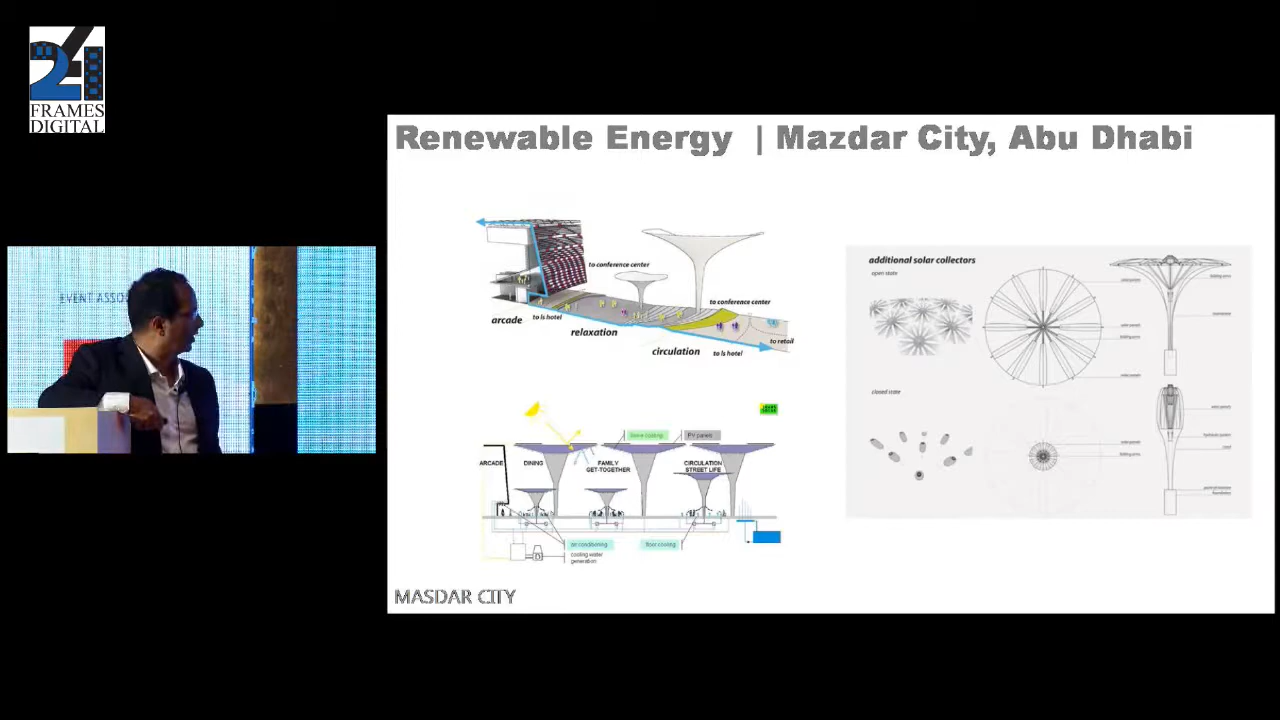 24
FRAMES
DIGITAL
EVENT ASSO
Renewable Energy | Mazdar City, Abu Dhabi
to conference center
to conference center
arcade
to ls hotel
relaxation
to retail
circulation
to ls hotel
additional solar collectors
open state
closed state
PV panels
ARCADE
DINING
FAMILY
GET-TOGETHER
CIRCULATION
STREET LIFE
air conditioning
floor cooling
cooling water
generation
MASDAR CITY